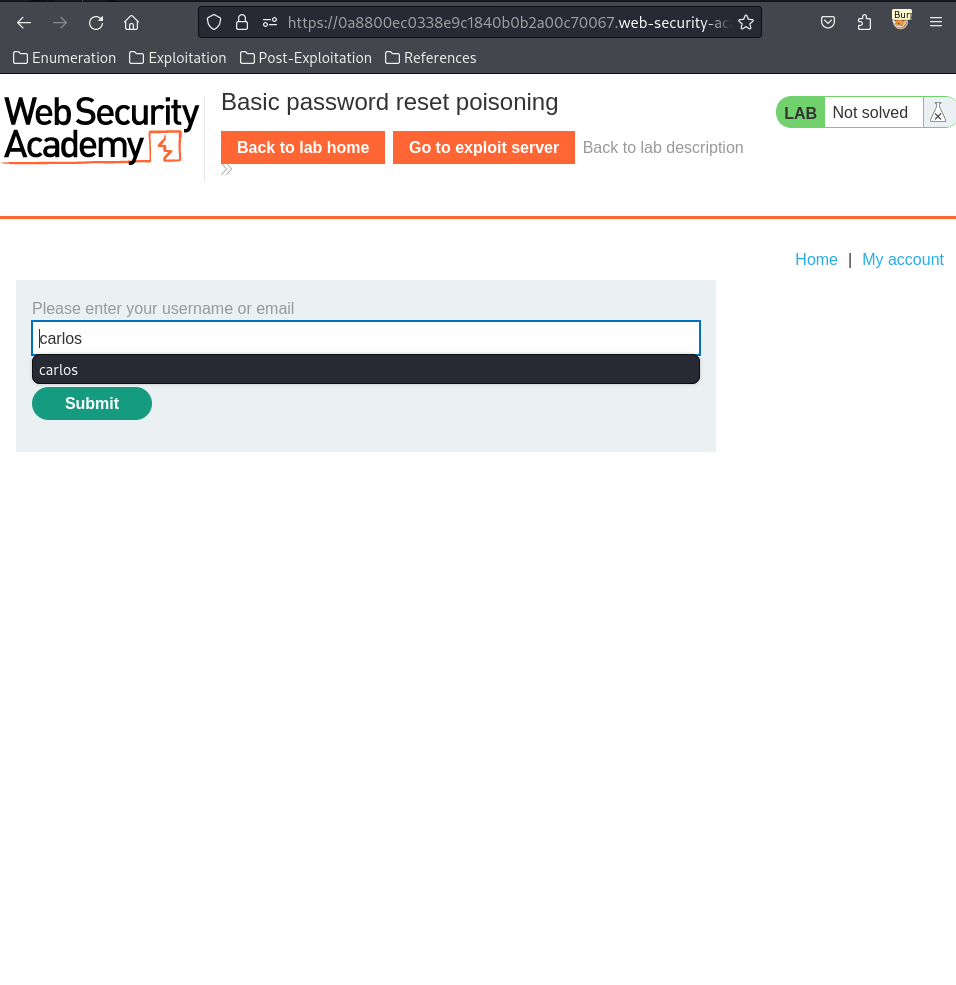 https://0a8800ec0338e9c1840b0b2a00c70067.web-security-ac
Bur
Enumeration Exploitation Post-Exploitation References
Web Security
Academy
Basic password reset poisoning
LAB Not solved
Back to lab home Go to exploit server Back to lab description
Home | My account
Please enter your username or email
carlos
carlos
Submit